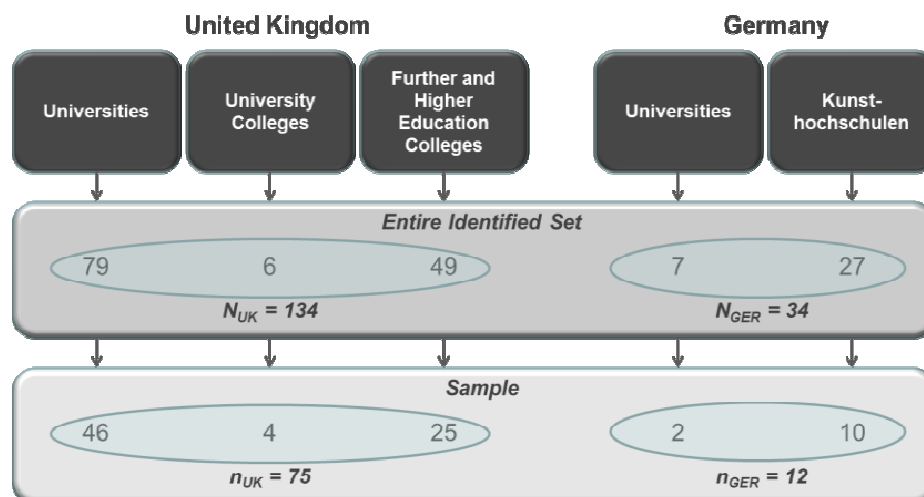 United Kingdom
Germany
Universities
University
Colleges
Further and
Higher
Education
Colleges
Universities
Kunst-
hochschulen
Entire Identified Set
79 6 49 7 27
N_UK = 134 N_GER = 34
Sample
46 4 25 2 10
n_UK = 75 n_GER = 12